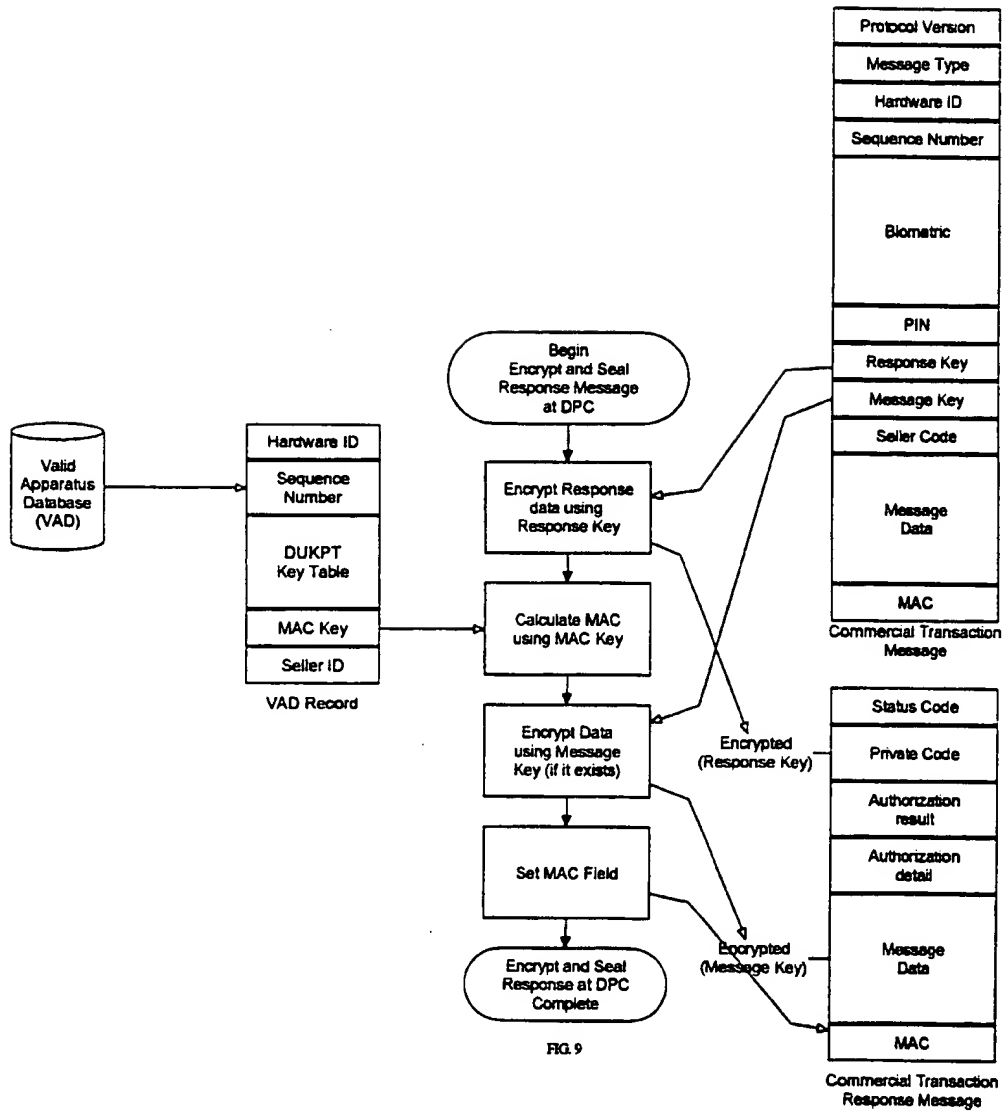 Protocol Version
Message Type
Hardware ID
Sequence Number
Biometric
PIN
Response Key
Message Key
Seller Code
Message
Data
MAC
Commercial Transaction
Message
Begin
Encrypt and Seal
Response Message
at DPC
Valid
Apparatus
Database
(VAD)
Hardware ID
Sequence
Number
DUKPT
Key Table
MAC Key
Seller ID
VAD Record
Encrypt Response
data using
Response Key
Calculate MAC
using MAC Key
Encrypt Data
using Message
Key (if it exists)
Set MAC Field
Encrypt and Seal
Response at DPC
Complete
Encrypted
(Response Key)
Encrypted
(Message Key)
Status Code
Private Code
Authorization
result
Authorization
detail
Message
Data
MAC
Commercial Transaction
Response Message
FIG. 9